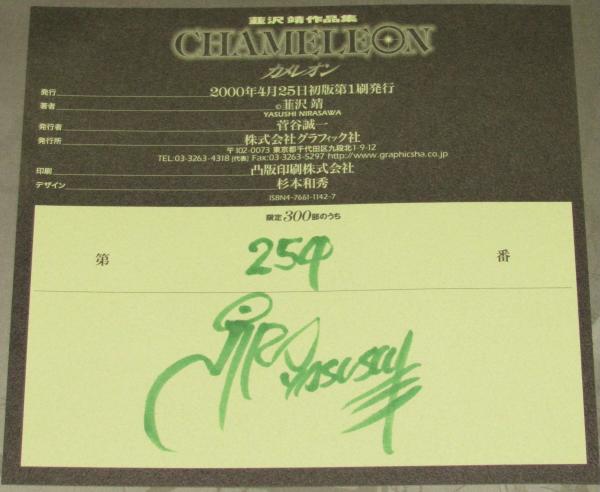 韮沢靖作品集
CHAMELEON
カメレオン
発行 2000年4月25日初版第1刷発行
著者 ©韮沢 靖
YASUSHI NIRASAWA
発行者 菅谷誠一
発行所 株式会社グラフィック社
〒102-0073 東京都千代田区九段北1-9-12
TEL:03-3263-4318 [代表] Fax:03-3263-5297 http://www.graphicsha.co.jp
印刷 凸版印刷株式会社
デザイン 杉本和秀
ISBN4-7661-1142-7
限定300部のうち
第 254 番